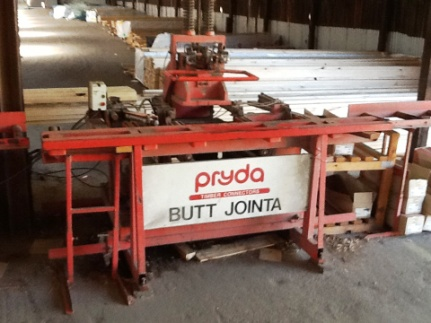 pryda
TIMBER CONNECTORS
BUTT JOINTA